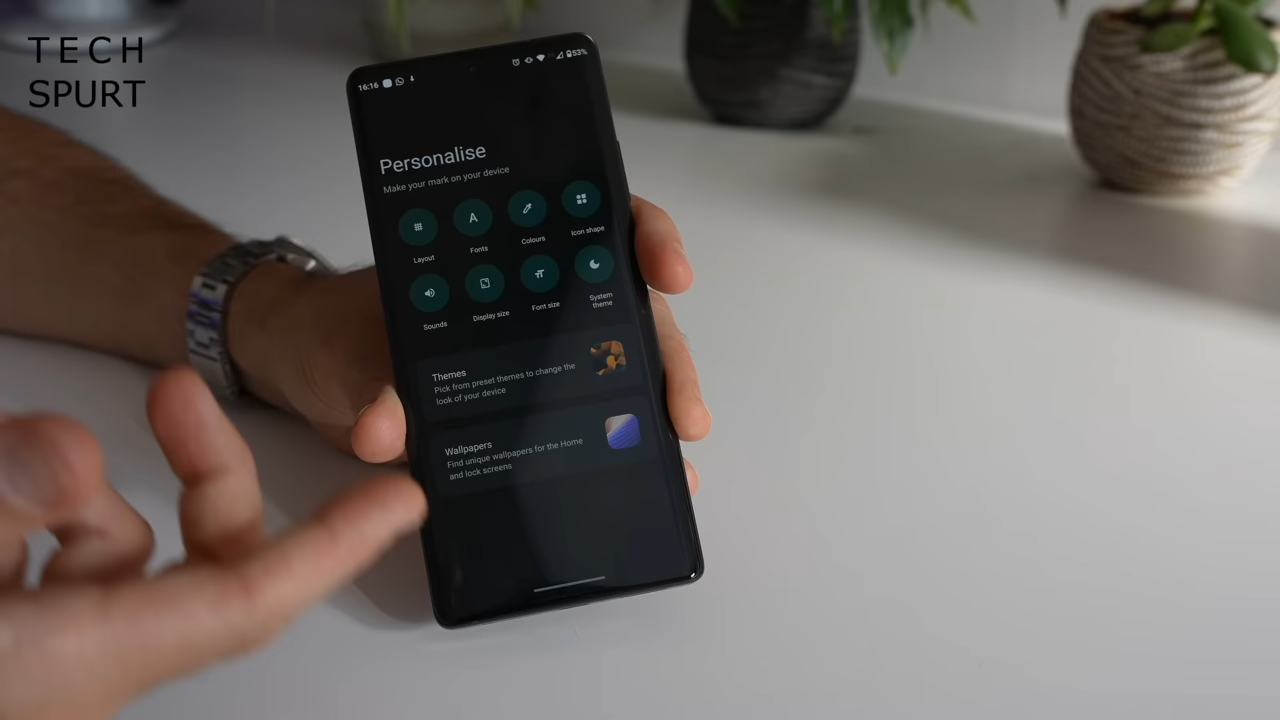 TECH
SPURT
16:16
53%
Personalise
Make your mark on your device
Layout
Fonts
Colours
Icon shape
Sounds
Display size
Font size
System
theme
Themes
Pick from preset themes to change the
look of your device
Wallpapers
Find unique wallpapers for the Home
and lock screens